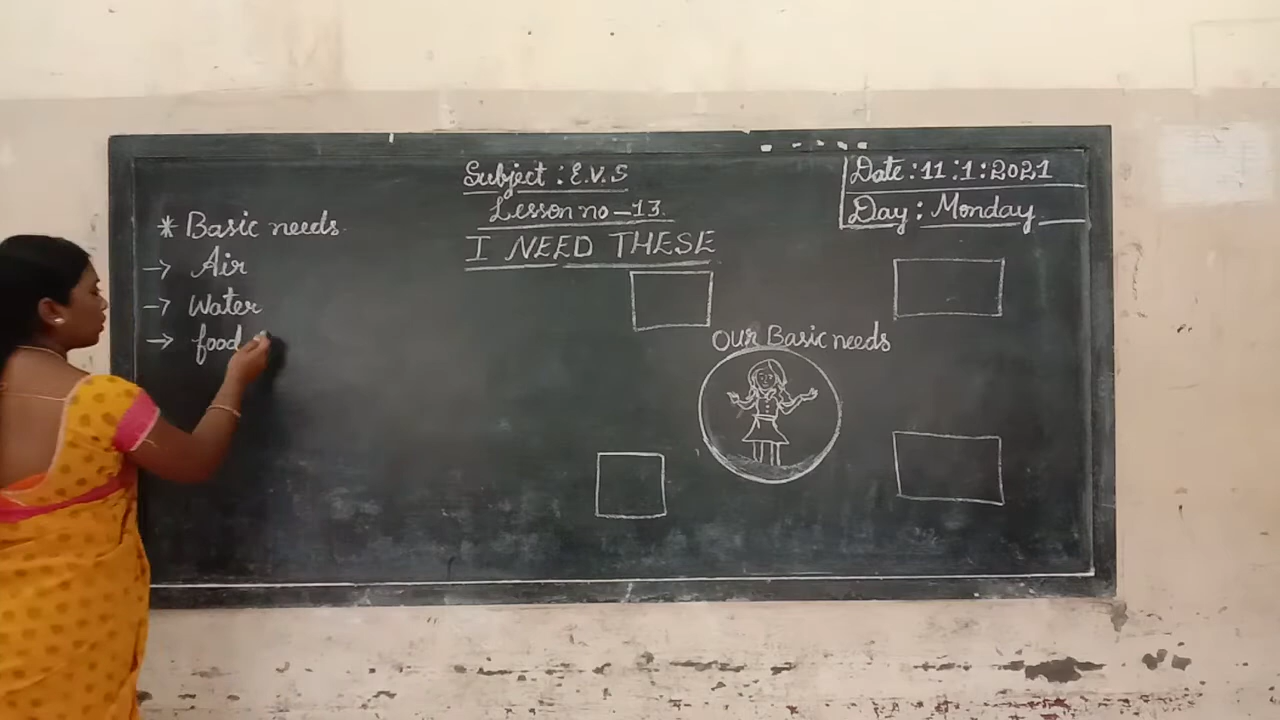 Subject : E.V.S
Lesson no - 13.
I NEED THESE
Date : 11 : 1 : 2021
Day : Monday
* Basic needs
→ Air
→ Water
→ food
Our Basic needs